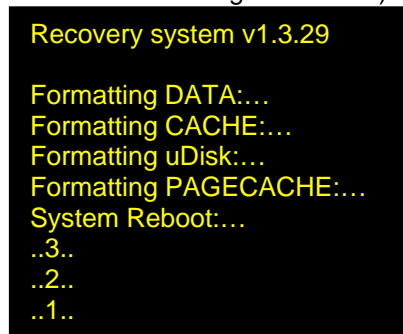 Recovery system v1.3.29
Formatting DATA:…
Formatting CACHE:…
Formatting uDisk:…
Formatting PAGECACHE:…
System Reboot:…
..3..
..2..
..1..